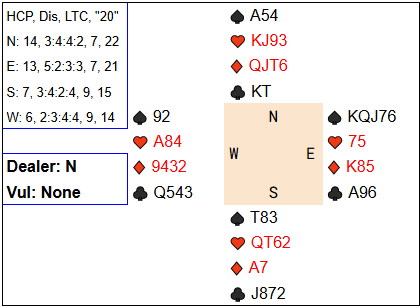 HCP, Dis, LTC, "20"
N: 14, 3:4:4:2, 7, 22
E: 13, 5:2:3:3, 7, 21
S: 7, 3:4:2:4, 9, 15
W: 6, 2:3:4:4, 9, 14
Dealer: N
Vul: None
♠ A54
♥ KJ93
♦ QJT6
♣ KT
♠ 92
♥ A84
♦ 9432
♣ Q543
N
W E
S
♠ KQJ76
♥ 75
♦ K85
♣ A96
♠ T83
♥ QT62
♦ A7
♣ J872